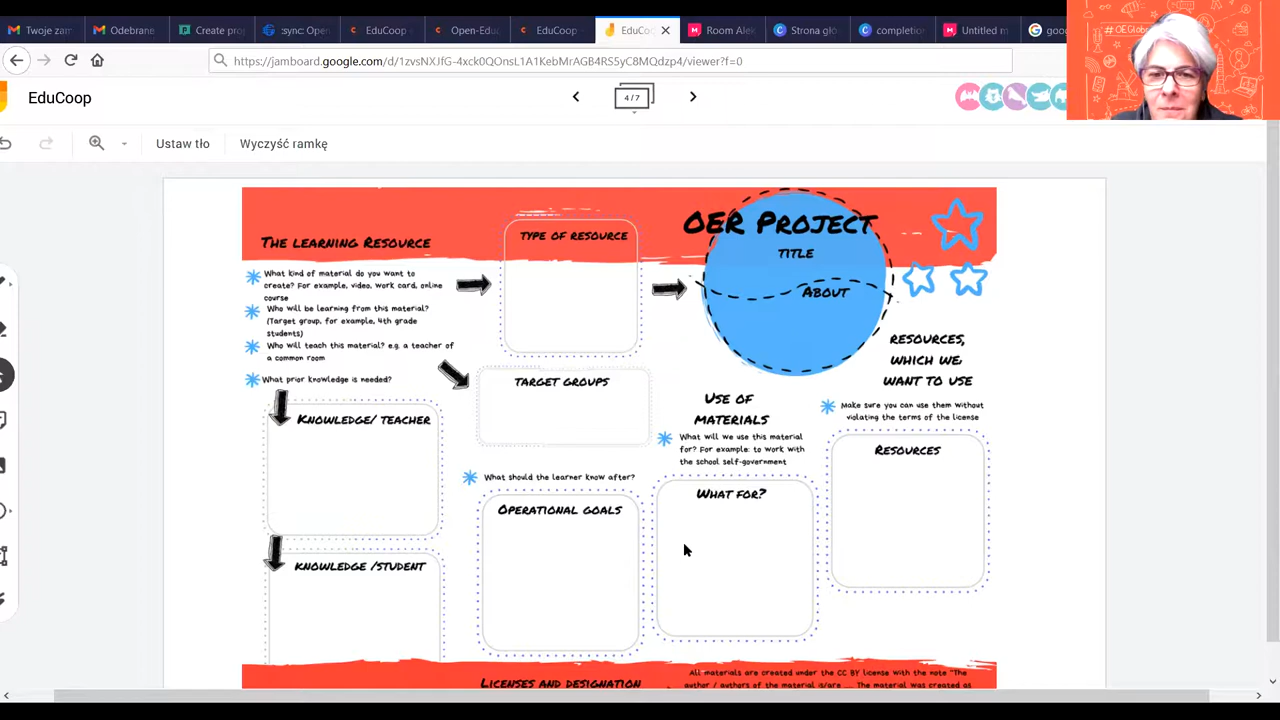 Twoje zam
Odebrane
Create pro
:sync: Ope
EduCoop
Open-Edu
EduCoop
EduCo
Room Alek
Strona głó
completio
Untitled m
goog
# OEGloba
https://jamboard.google.com/d/1zvsNXJfG-4xck0QOnsL1A1KebMrAGB4RS5yC8MQdzp4/viewer?f=0
EduCoop
4 / 7
Ustaw tło
Wyczyść ramkę
The learning Resource
What kind of material do you want to
create? For example, video, work card, online
course
Who will be learning from this material?
(Target group, for example, 4th grade
students)
Who will teach this material? e.g. a teacher of
a common room
What prior knowledge is needed?
Knowledge/ teacher
knowledge /student
type of resource
target groups
What should the learner know after?
Operational goals
OER Project
title
About
Use of
materials
What will we use this material
for? For example: to work with
the school self-government
What for?
resources,
which we
want to use
Make sure you can use them without
violating the terms of the license
Resources
Licenses and designation
All materials are created under the CC BY license with the note "The
author / authors of the material is/are .... The material was created as